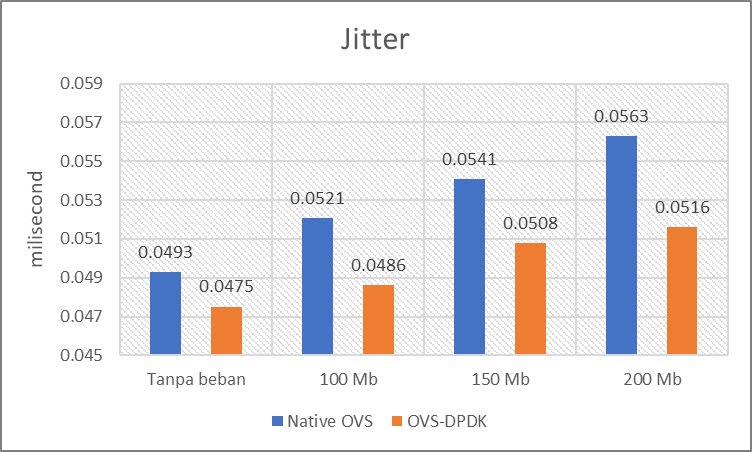 Jitter
0.059
0.057
0.055
0.053
0.051
0.049
0.047
0.045
milisecond
0.0493
0.0475
0.0521
0.0486
0.0541
0.0508
0.0563
0.0516
Tanpa beban
100 Mb
150 Mb
200 Mb
Native OVS
OVS-DPDK